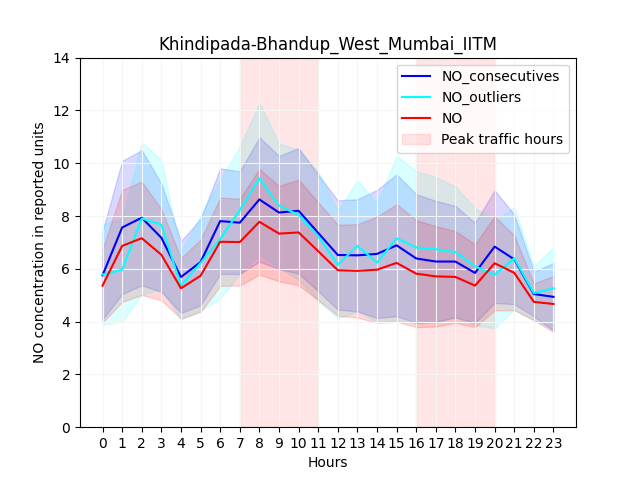 Khindipada-Bhandup_West_Mumbai_IITM
NO concentration in reported units
14
12
10
8
6
4
2
0
NO_consecutives
NO_outliers
NO
Peak traffic hours
0 1 2 3 4 5 6 7 8 9 10 11 12 13 14 15 16 17 18 19 20 21 22 23
Hours